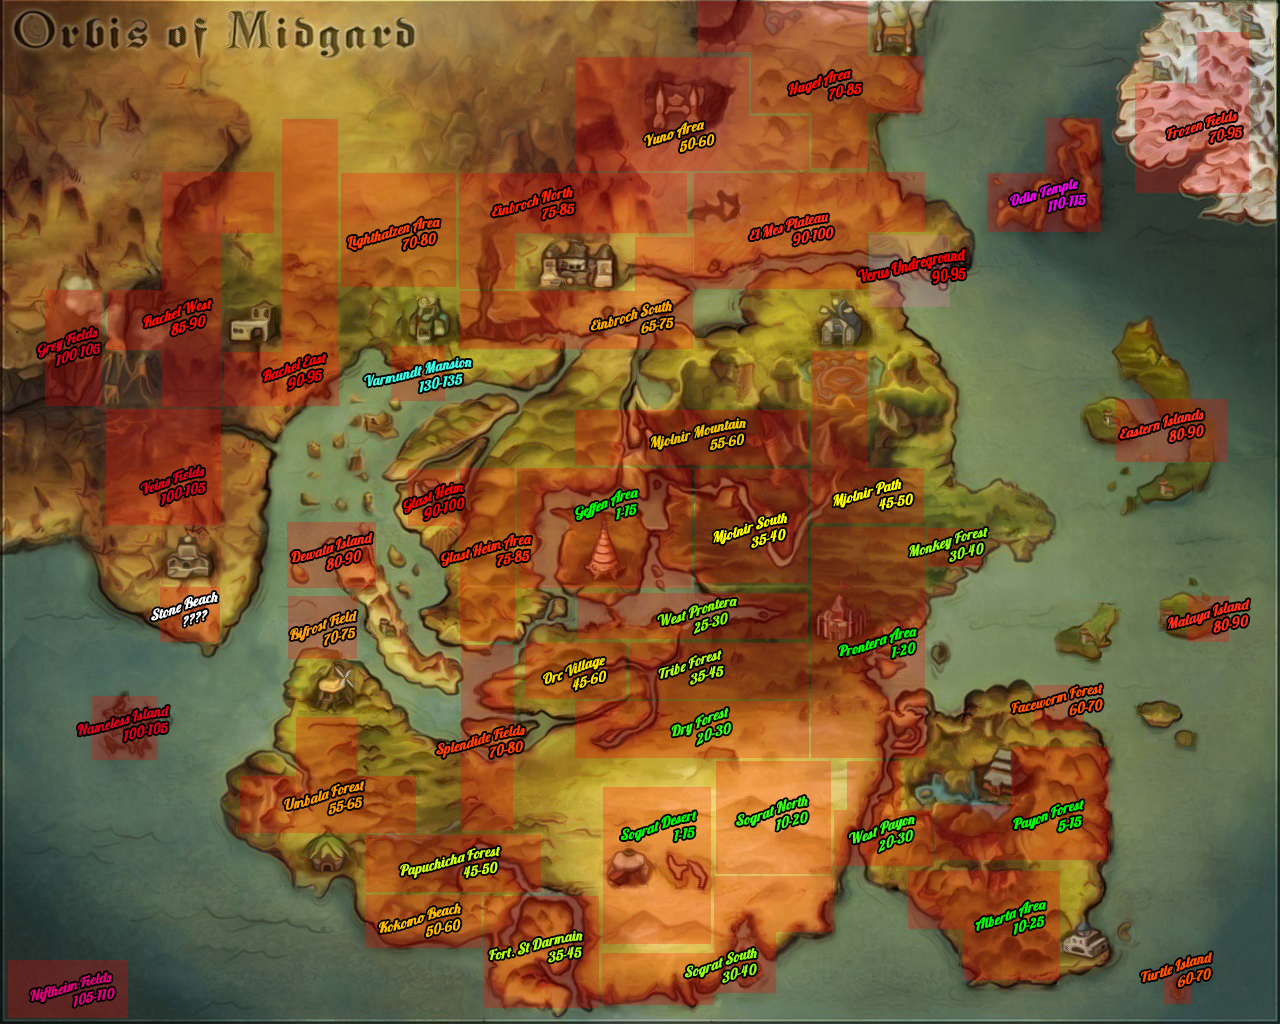 Orbis of Midgard
Hugel Area
70-85
Yuno Area
50-60
Frozen Fields
70-95
Odin Temple
110-115
Einbroch North
75-85
Lighthalzen Area
70-80
El Mes Plateau
90-100
Verus Undreground
90-95
Rachel West
85-90
Grey Fields
100-105
Einbroch South
65-75
Rachel East
90-95
Varmundt Mansion
130-135
Mjolnir Mountain
55-60
Eastern Islands
80-90
Veins Fields
100-105
Glast Heim
90-100
Geffen Area
1-15
Mjolnir Path
45-50
Mjolnir South
35-40
Dewata Island
80-90
Glast Heim Area
75-85
Monkey Forest
30-40
Stone Beach
????
Bifrost Field
70-75
West Prontera
25-30
Prontera Area
1-20
Malaya Island
80-90
Orc Village
45-60
Tribe Forest
35-45
Nameless Island
100-105
Splendide Fields
70-80
Dry Forest
20-30
Faceworm Forest
60-70
Umbala Forest
55-65
Sograt Desert
1-15
Sograt North
10-20
West Payon
20-30
Payon Forest
5-15
Papuchicha Forest
45-50
Kokomo Beach
50-60
Fort. St Darmain
35-45
Sograt South
30-40
Alberta Area
10-25
Turtle Island
60-70
Niflheim Fields
105-110